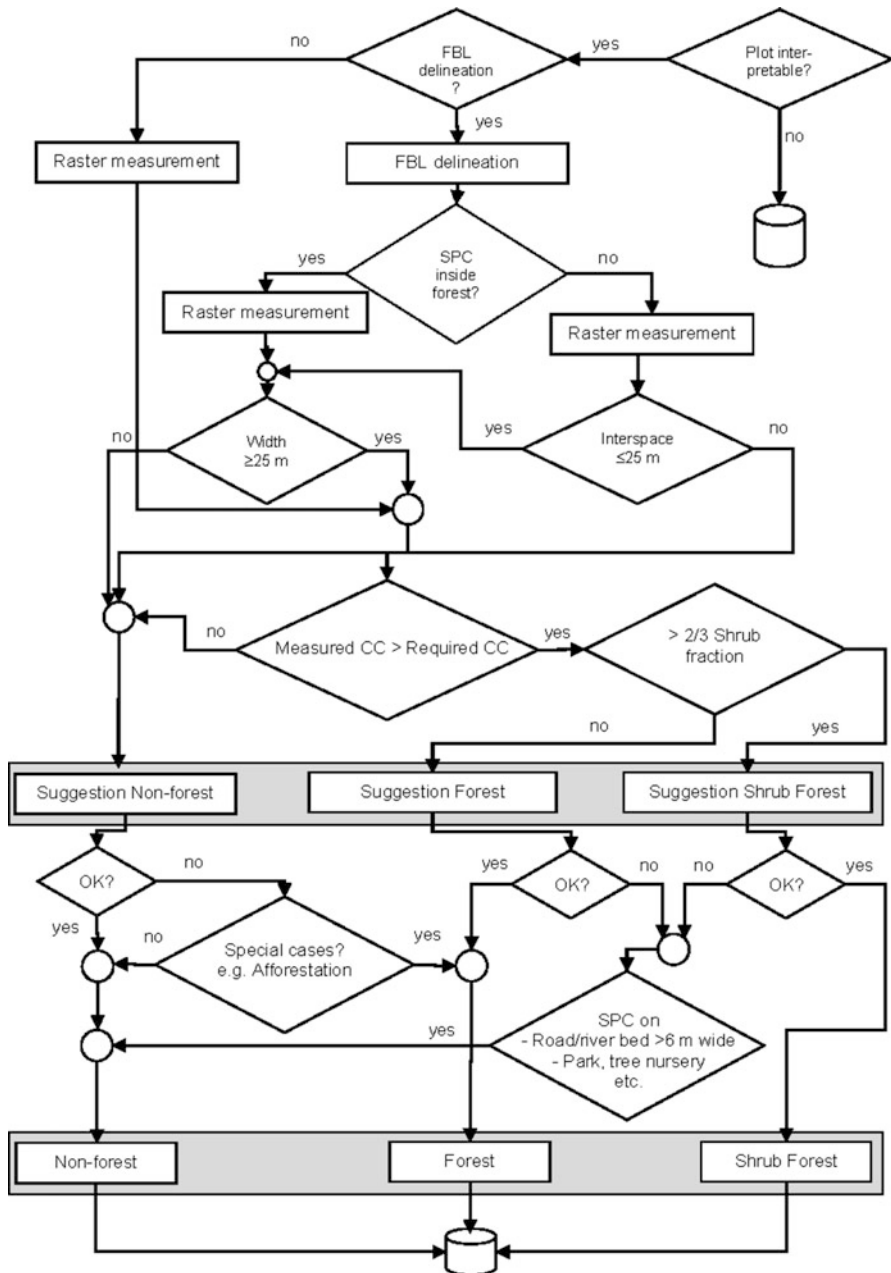 no
FBL
delineation
?
yes
Plot inter-
pretable?
yes
no
Raster measurement
FBL delineation
yes
SPC
inside
forest?
no
Raster measurement
Raster measurement
no
Width
≥25 m
yes
yes
Interspace
≤25 m
no
no
Measured CC > Required CC
yes
> 2/3 Shrub
fraction
no
yes
Suggestion Non-forest
Suggestion Forest
Suggestion Shrub Forest
OK?
no
yes
yes
OK?
no
no
OK?
yes
no
Special cases?
e.g. Afforestation
yes
yes
SPC on
- Road/river bed >6 m wide
- Park, tree nursery
etc.
Non-forest
Forest
Shrub Forest